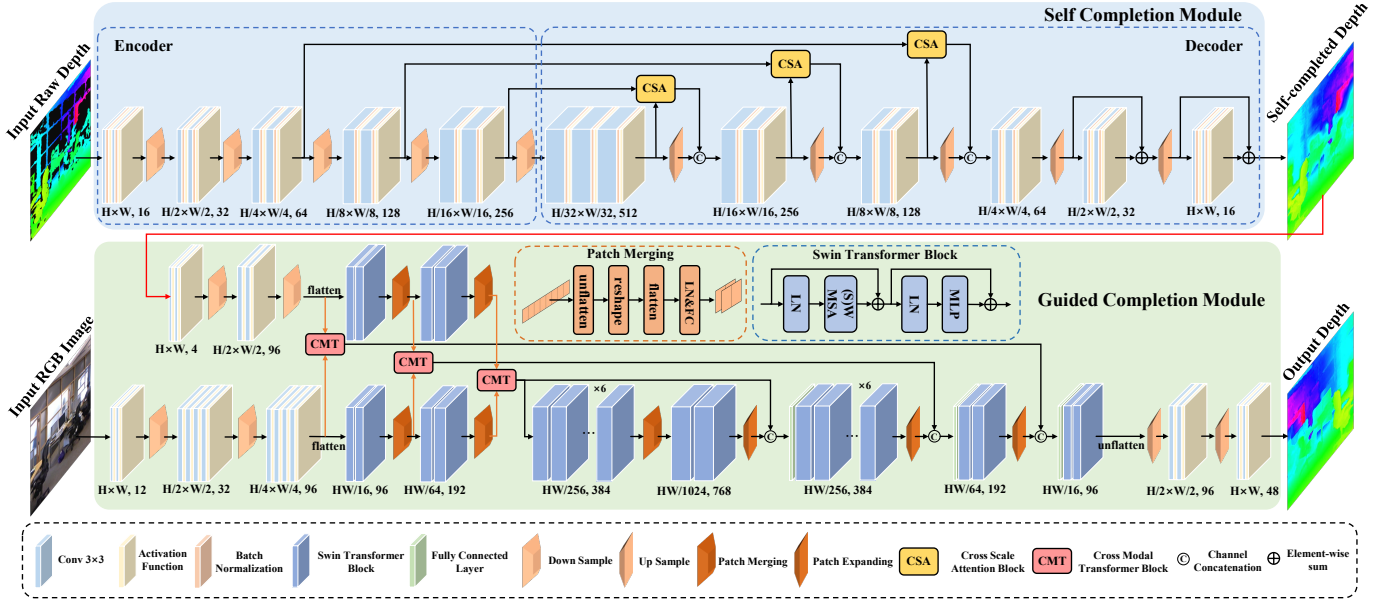 Self Completion Module
Encoder
Decoder
Input Raw Depth
Self-completed Depth
CSA
CSA
CSA
C
C
C
H×W, 16
H/2×W/2, 32
H/4×W/4, 64
H/8×W/8, 128
H/16×W/16, 256
H/32×W/32, 512
H/16×W/16, 256
H/8×W/8, 128
H/4×W/4, 64
H/2×W/2, 32
H×W, 16
Guided Completion Module
Patch Merging
unflatten
reshape
flatten
LN&FC
Swin Transformer Block
LN
(S)W
MSA
LN
MLP
flatten
H×W, 4
H/2×W/2, 96
CMT
CMT
CMT
Input RGB Image
Output Depth
flatten
×6
×6
C
C
C
unflatten
H×W, 12
H/2×W/2, 32
H/4×W/4, 96
HW/16, 96
HW/64, 192
HW/256, 384
HW/1024, 768
HW/256, 384
HW/64, 192
HW/16, 96
H/2×W/2, 96
H×W, 48
Conv 3×3
Activation
Function
Batch
Normalization
Swin Transformer
Block
Fully Connected
Layer
Down Sample
Up Sample
Patch Merging
Patch Expanding
CSA
Cross Scale
Attention Block
CMT
Cross Modal
Transformer Block
C
Channel
Concatenation
Element-wise
sum